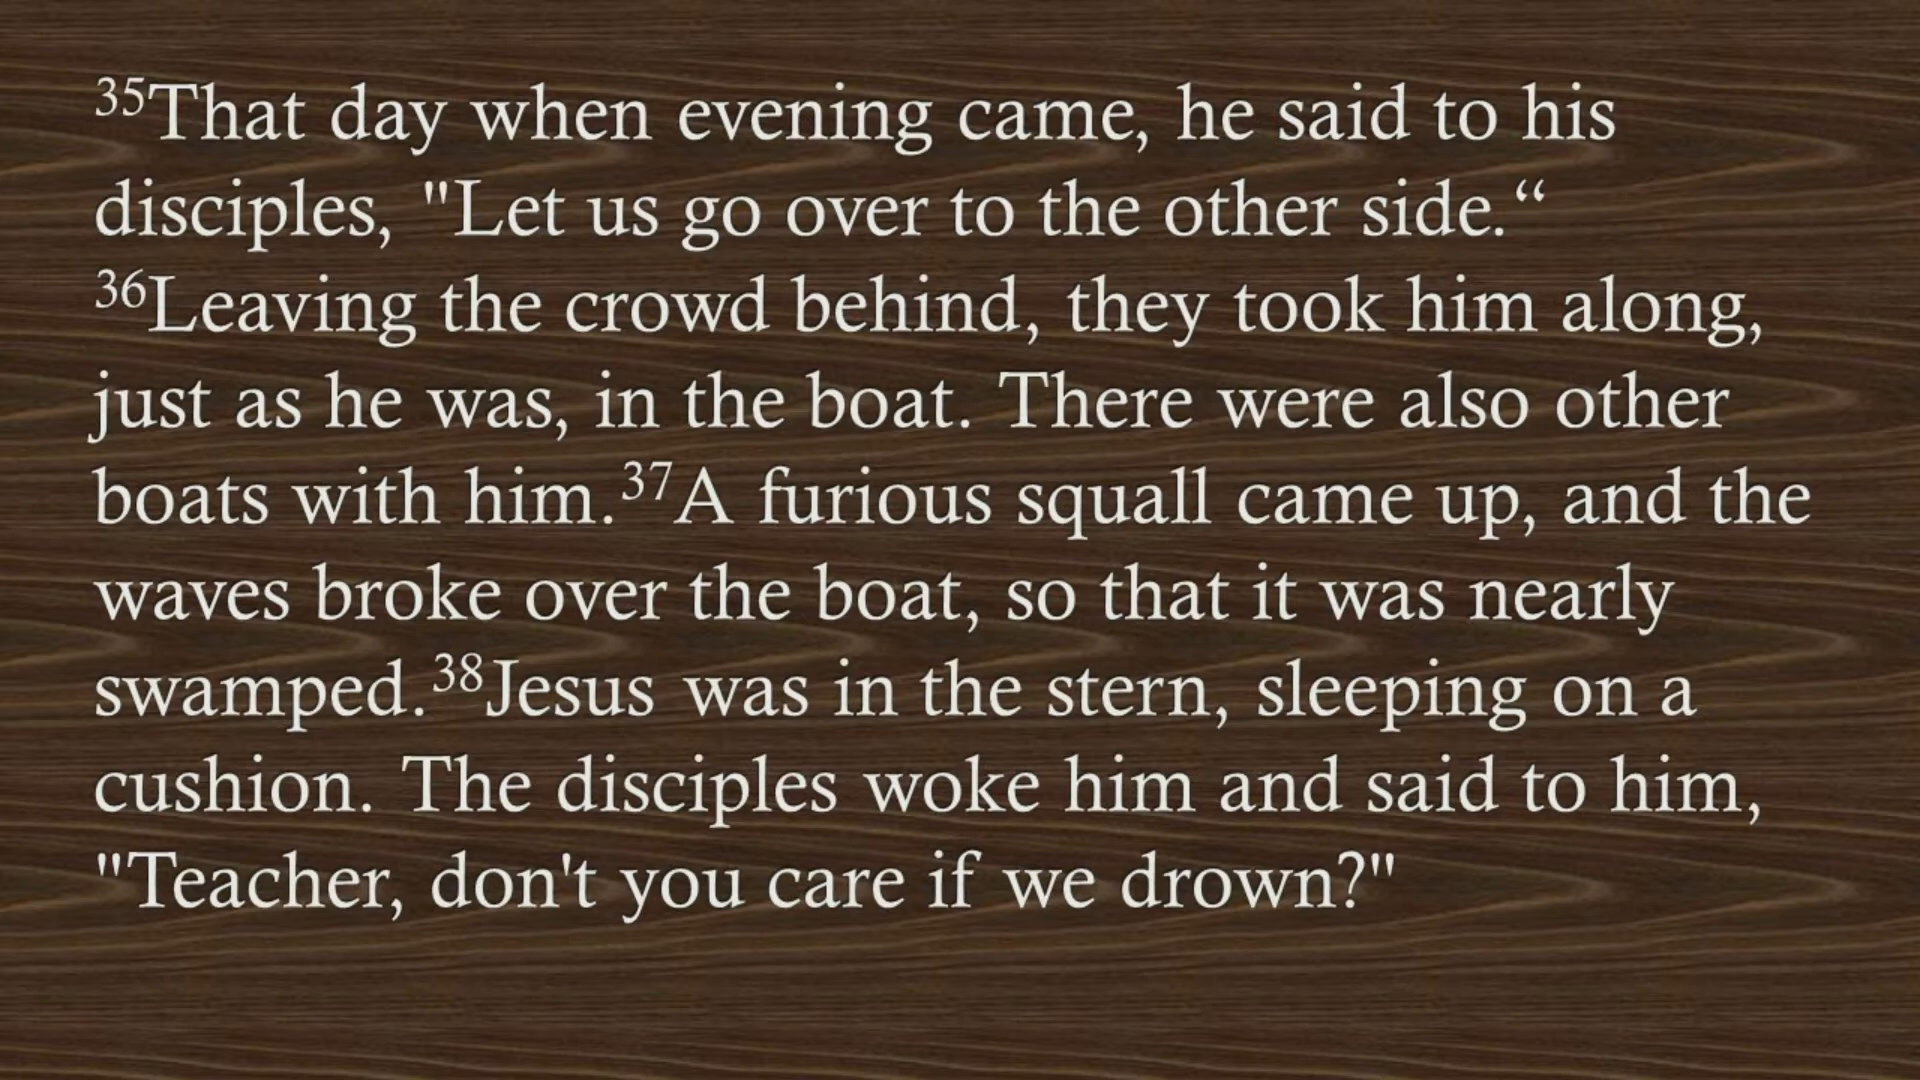 ³⁵That day when evening came, he said to his
disciples, "Let us go over to the other side.“
³⁶Leaving the crowd behind, they took him along,
just as he was, in the boat. There were also other
boats with him.³⁷A furious squall came up, and the
waves broke over the boat, so that it was nearly
swamped.³⁸Jesus was in the stern, sleeping on a
cushion. The disciples woke him and said to him,
"Teacher, don't you care if we drown?"